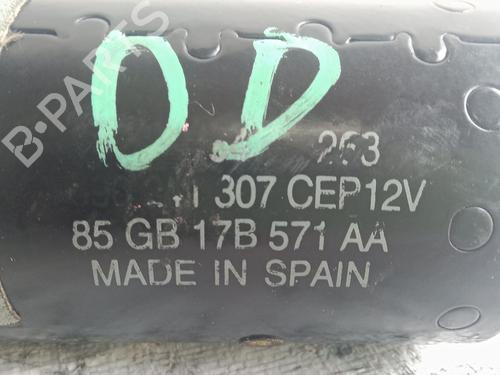 OD
263
307 CEP12V
85 GB 17B 571 AA
MADE IN SPAIN
B-PARTS